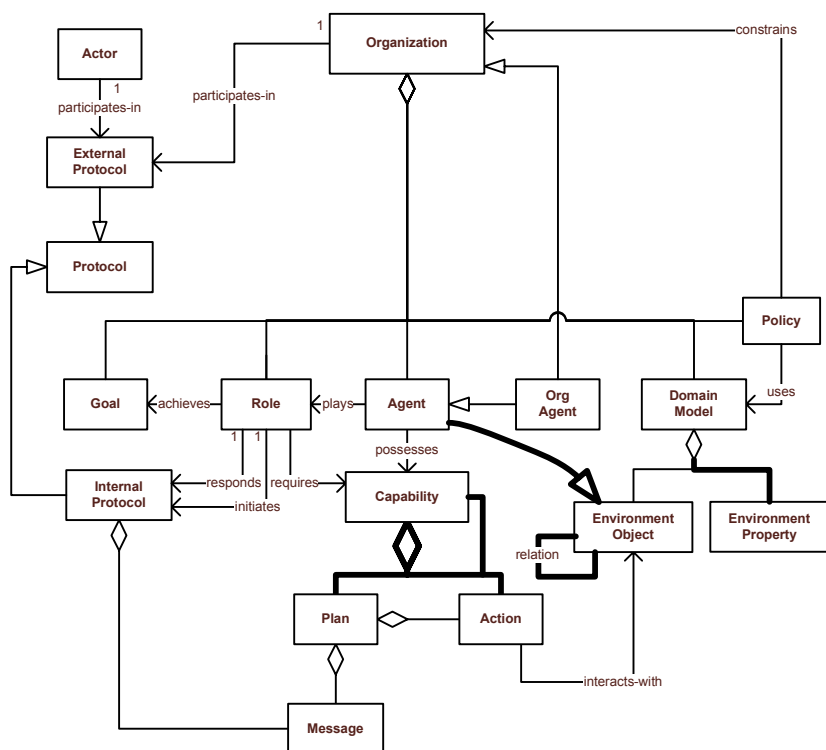 1
Organization
constrains
Actor
1
participates-in
participates-in
External
Protocol
Protocol
Policy
Goal
achieves
Role
plays
Agent
Org
Agent
Domain
Model
uses
1
1
possesses
Internal
Protocol
responds
requires
initiates
Capability
Environment
Object
Environment
Property
relation
Plan
Action
interacts-with
Message